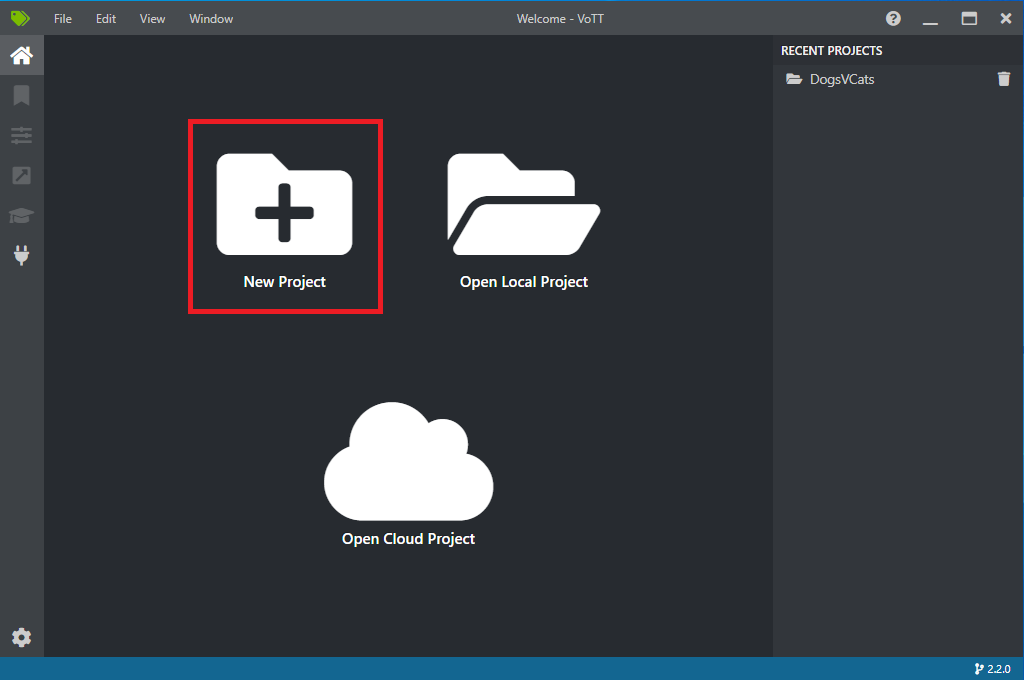 File Edit View Window Welcome - VoTT ?
RECENT PROJECTS
DogsVCats
New Project Open Local Project
Open Cloud Project
2.2.0